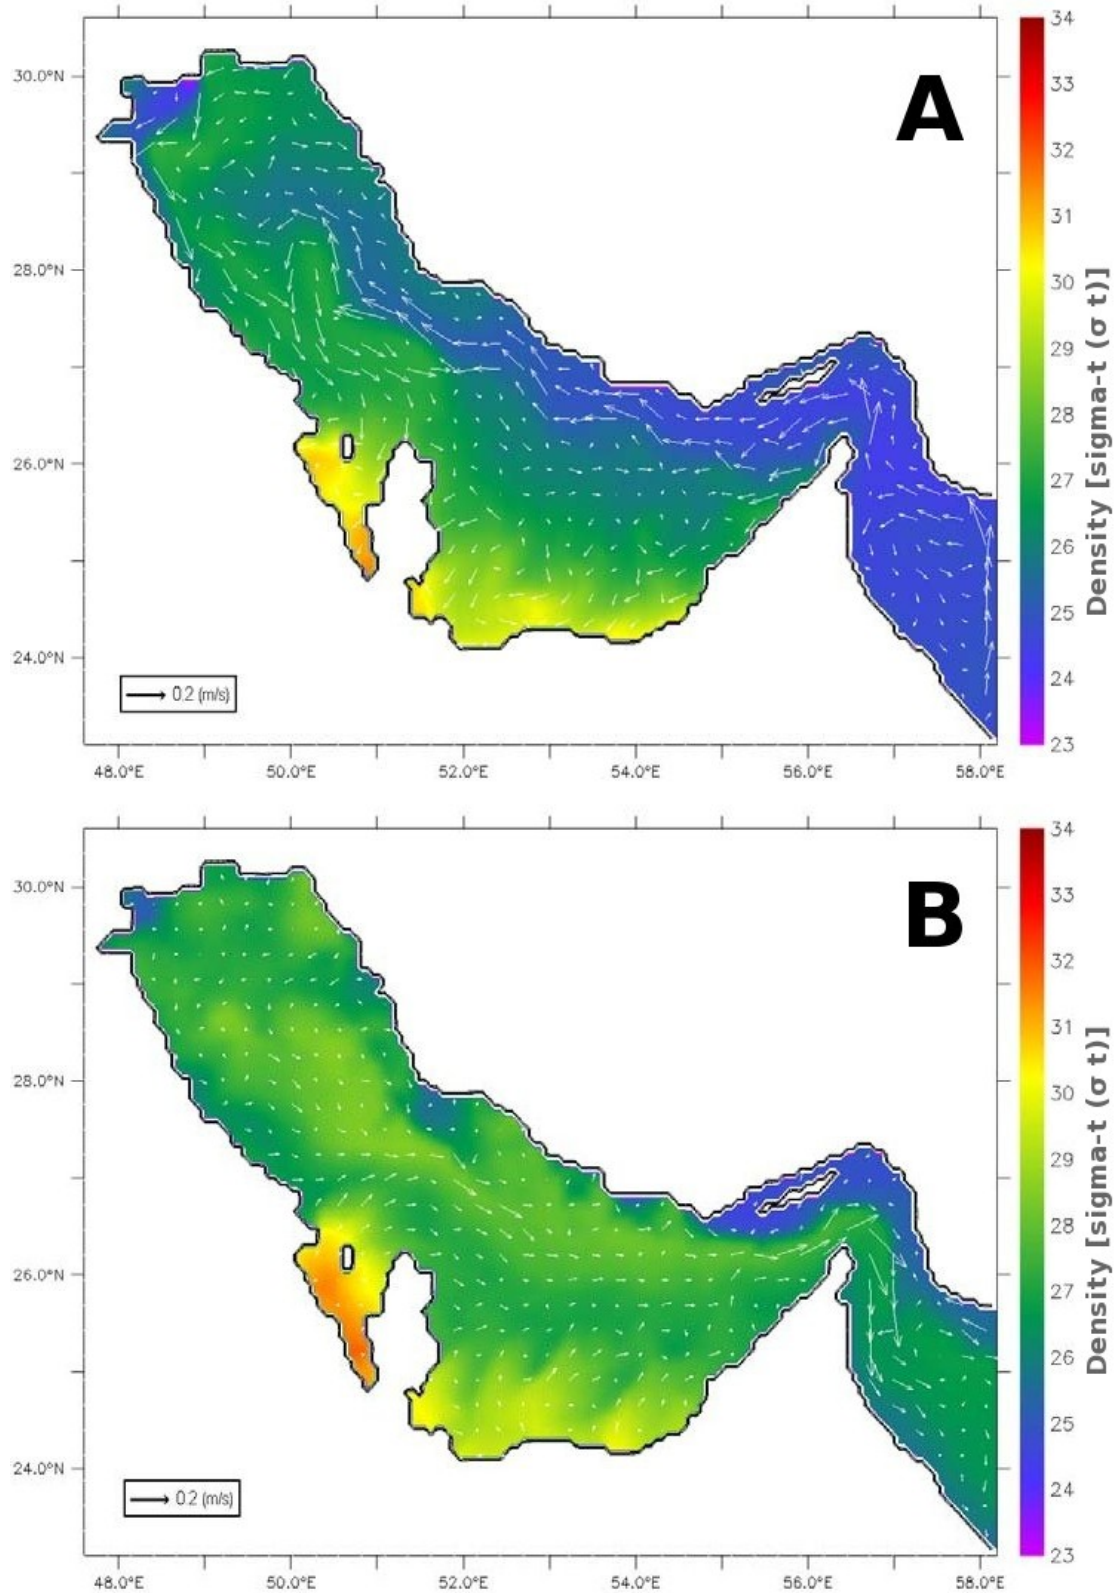 A
30.0°N
28.0°N
26.0°N
24.0°N
0.2 (m/s)
48.0°E 50.0°E 52.0°E 54.0°E 56.0°E 58.0°E
34
33
32
31
30
29
28
27
26
25
24
23
Density [sigma-t (σ t)]
B
30.0°N
28.0°N
26.0°N
24.0°N
0.2 (m/s)
48.0°E 50.0°E 52.0°E 54.0°E 56.0°E 58.0°E
34
33
32
31
30
29
28
27
26
25
24
23
Density [sigma-t (σ t)]